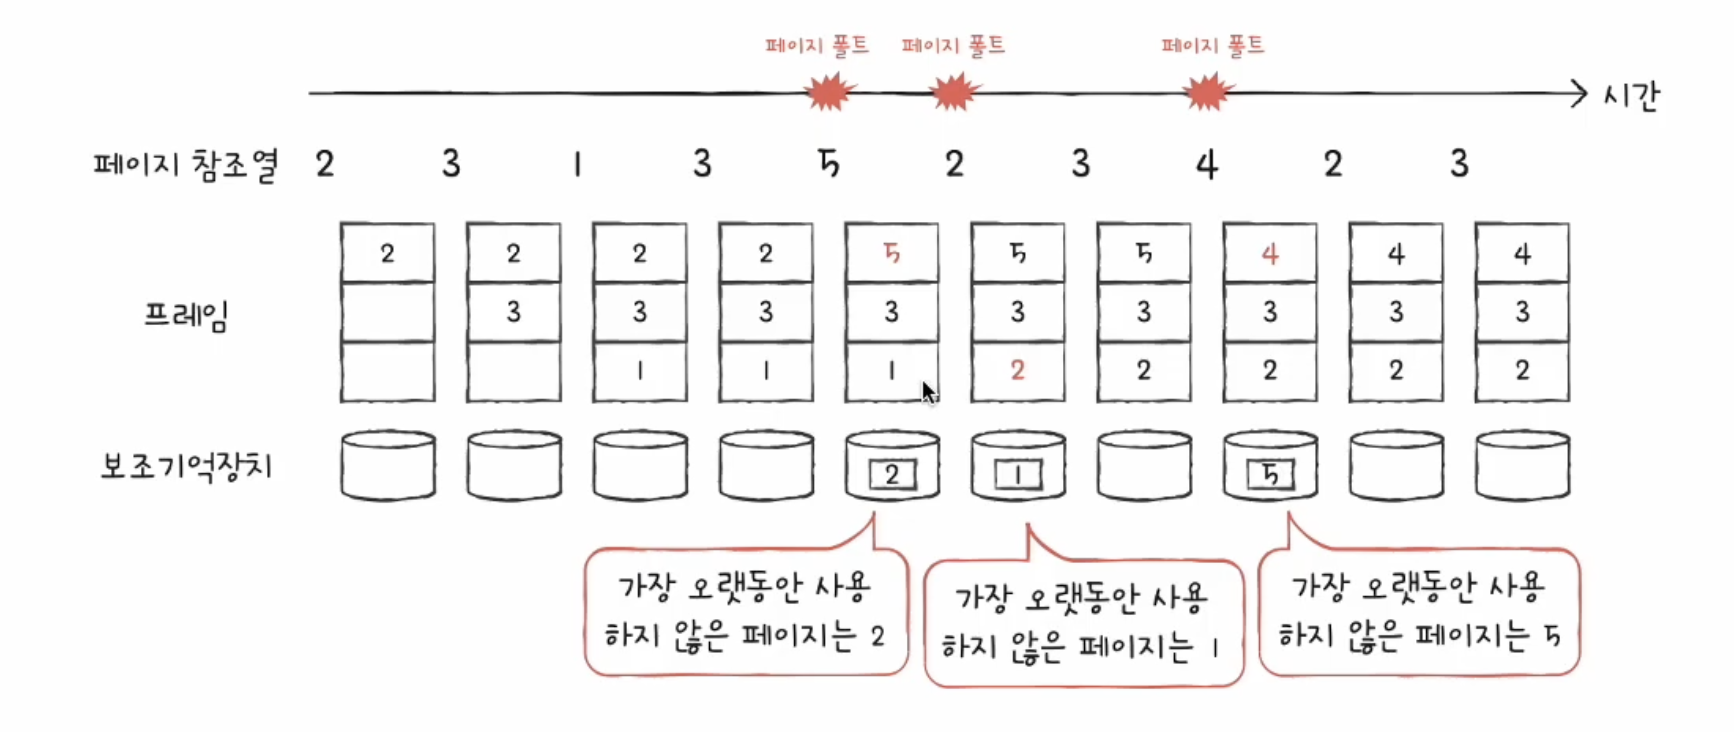 페이지 폴트 페이지 폴트 페이지 폴트
시간
페이지 참조열 2 3 1 3 5 2 3 4 2 3
2 2 2 2 5 5 5 4 4 4
프레임 3 3 3 3 3 3 3 3 3
1 1 1 2 2 2 2 2
보조기억장치 2 1 5
가장 오랫동안 사용
하지 않은 페이지는 2
가장 오랫동안 사용
하지 않은 페이지는 1
가장 오랫동안 사용
하지 않은 페이지는 5